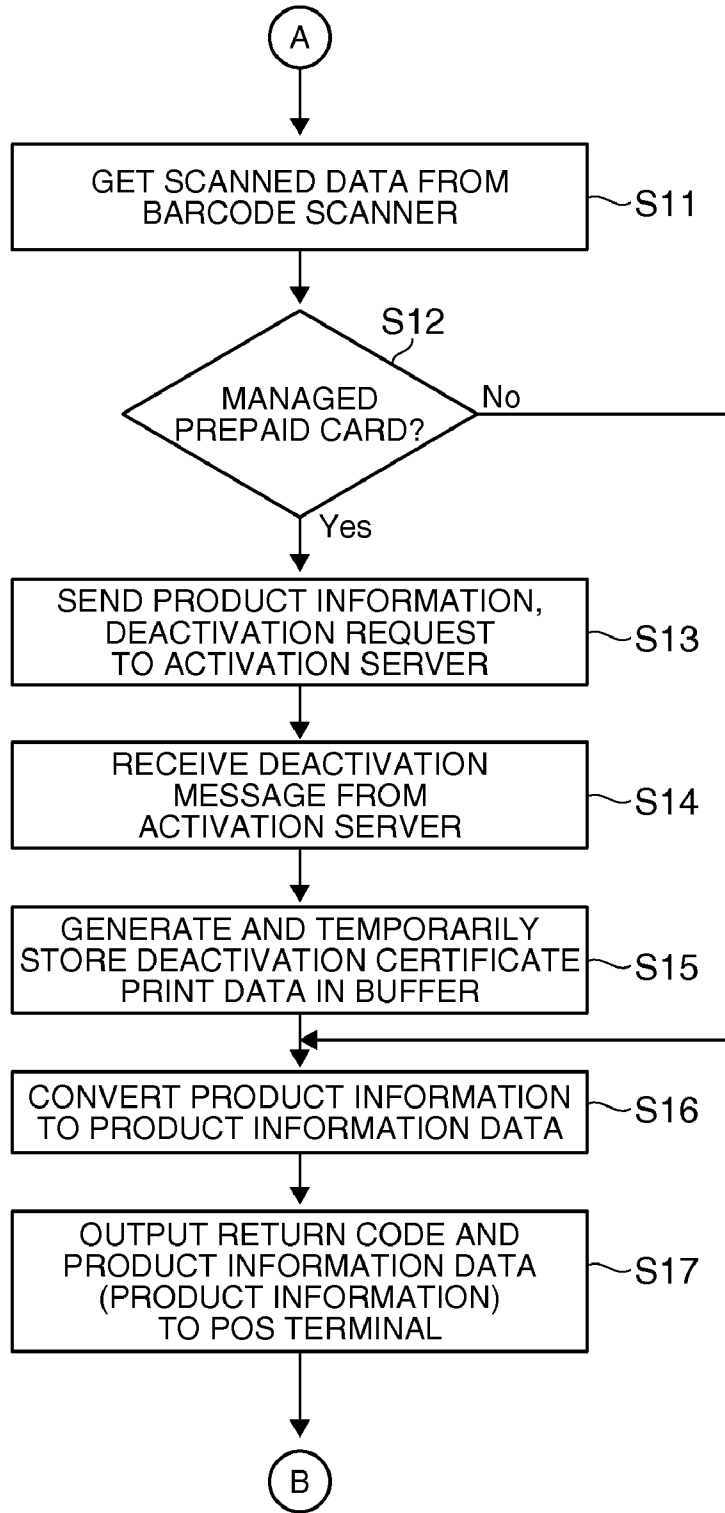 A
GET SCANNED DATA FROM
BARCODE SCANNER
S11
S12
MANAGED
PREPAID CARD?
No
Yes
SEND PRODUCT INFORMATION,
DEACTIVATION REQUEST
TO ACTIVATION SERVER
S13
RECEIVE DEACTIVATION
MESSAGE FROM
ACTIVATION SERVER
S14
GENERATE AND TEMPORARILY
STORE DEACTIVATION CERTIFICATE
PRINT DATA IN BUFFER
S15
CONVERT PRODUCT INFORMATION
TO PRODUCT INFORMATION DATA
S16
OUTPUT RETURN CODE AND
PRODUCT INFORMATION DATA
(PRODUCT INFORMATION)
TO POS TERMINAL
S17
B